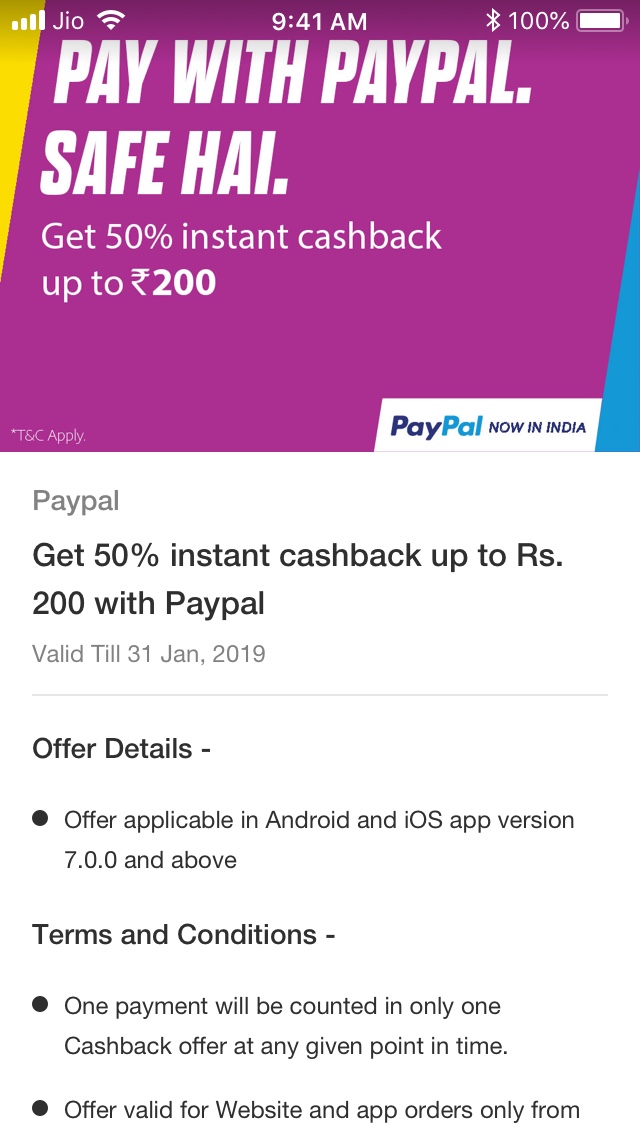 Jio 9:41 AM 100%
PAY WITH PAYPAL.
SAFE HAI.
Get 50% instant cashback
up to ₹200
*T&C Apply.
PayPal NOW IN INDIA
Paypal
Get 50% instant cashback up to Rs.
200 with Paypal
Valid Till 31 Jan, 2019
Offer Details -
● Offer applicable in Android and iOS app version
7.0.0 and above
Terms and Conditions -
● One payment will be counted in only one
Cashback offer at any given point in time.
● Offer valid for Website and app orders only from